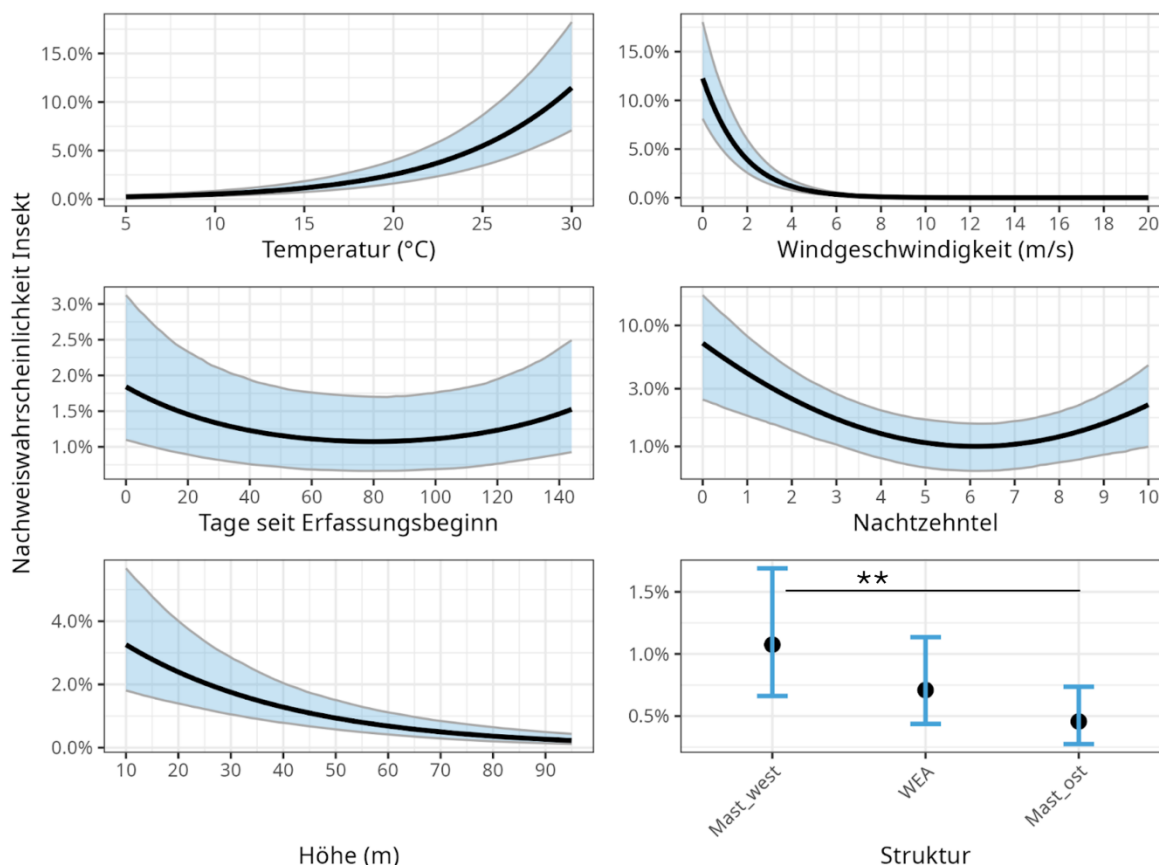 Nachweiswahrscheinlichkeit Insekt
15.0%
10.0%
5.0%
0.0%
5 10 15 20 25 30
Temperatur (°C)
15.0%
10.0%
5.0%
0.0%
0 2 4 6 8 10 12 14 16 18 20
Windgeschwindigkeit (m/s)
3.0%
2.5%
2.0%
1.5%
1.0%
0 20 40 60 80 100 120 140
Tage seit Erfassungsbeginn
10.0%
3.0%
1.0%
0 1 2 3 4 5 6 7 8 9 10
Nachtzehntel
4.0%
2.0%
0.0%
10 20 30 40 50 60 70 80 90
Höhe (m)
**
1.5%
1.0%
0.5%
Mast_west WEA Mast_ost
Struktur